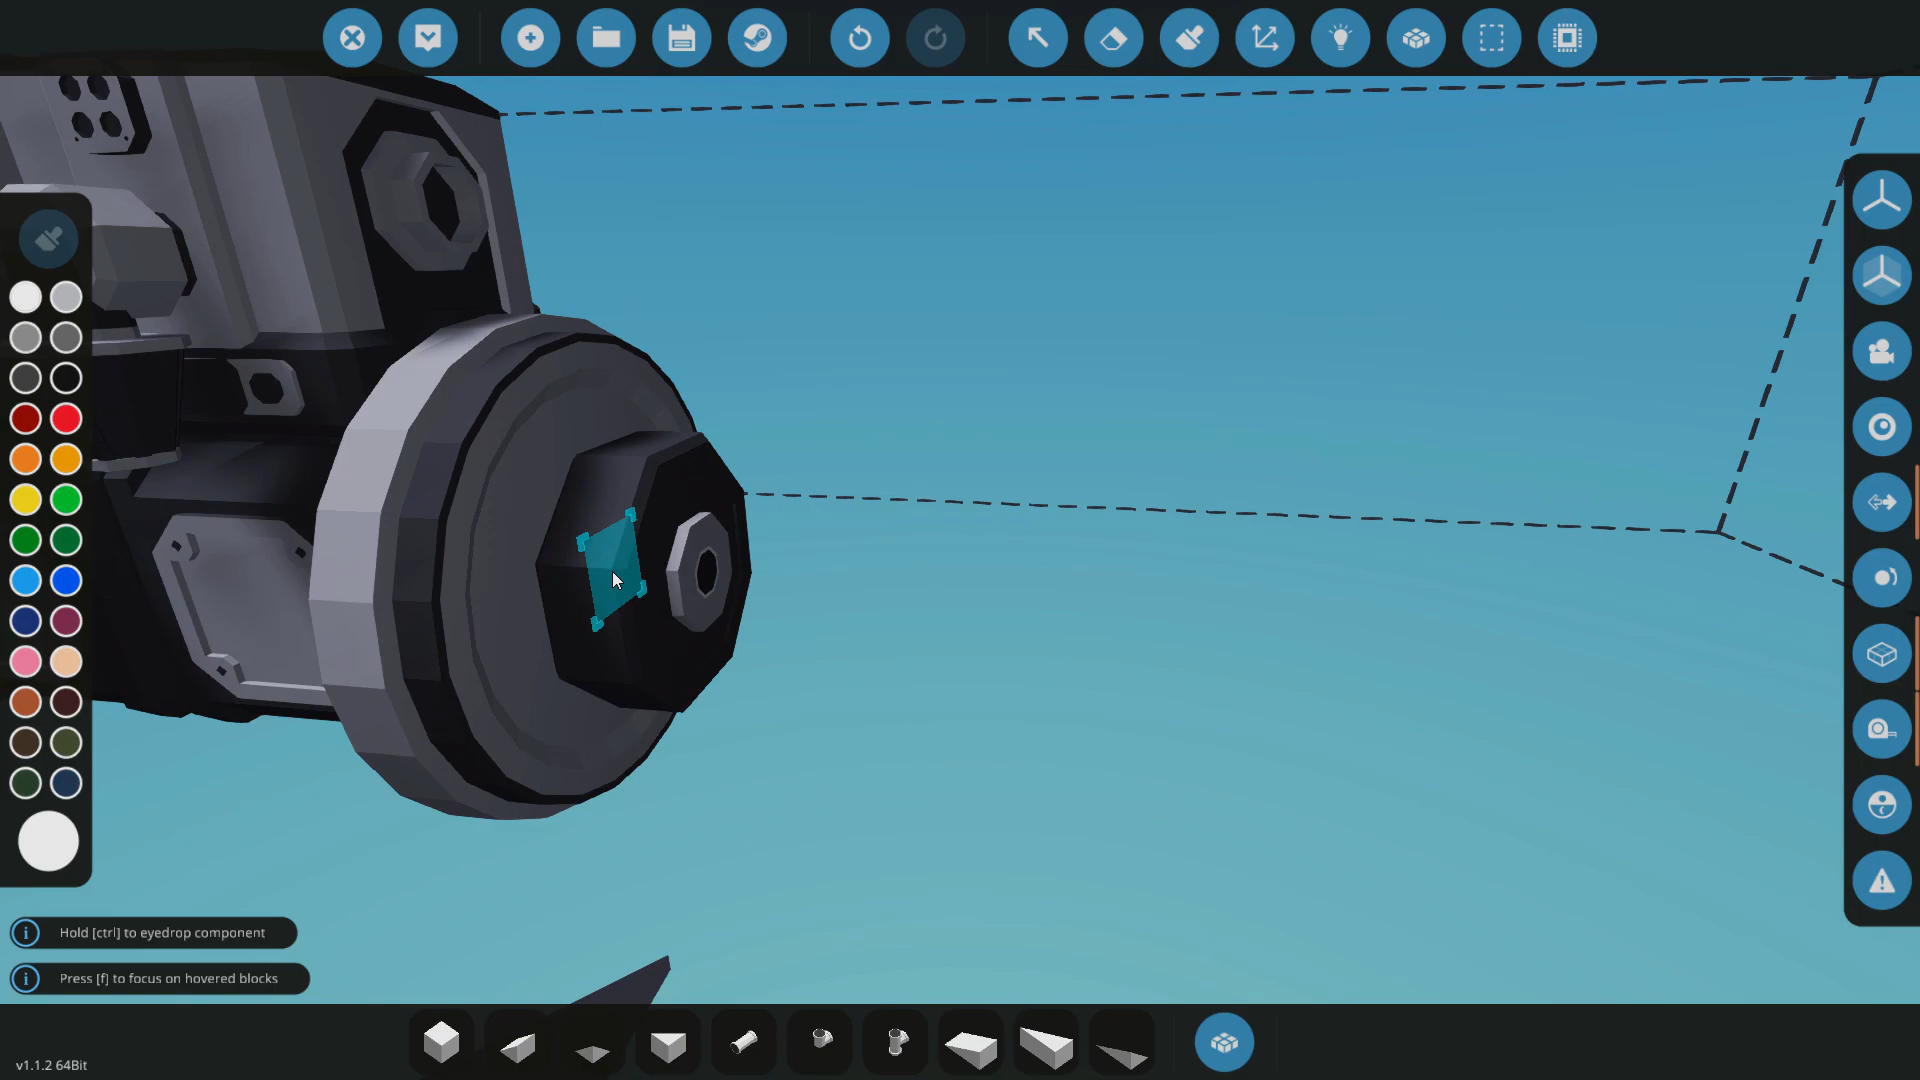 Hold [ctrl] to eyedrop component
Press [f] to focus on hovered blocks
v1.1.2 64Bit